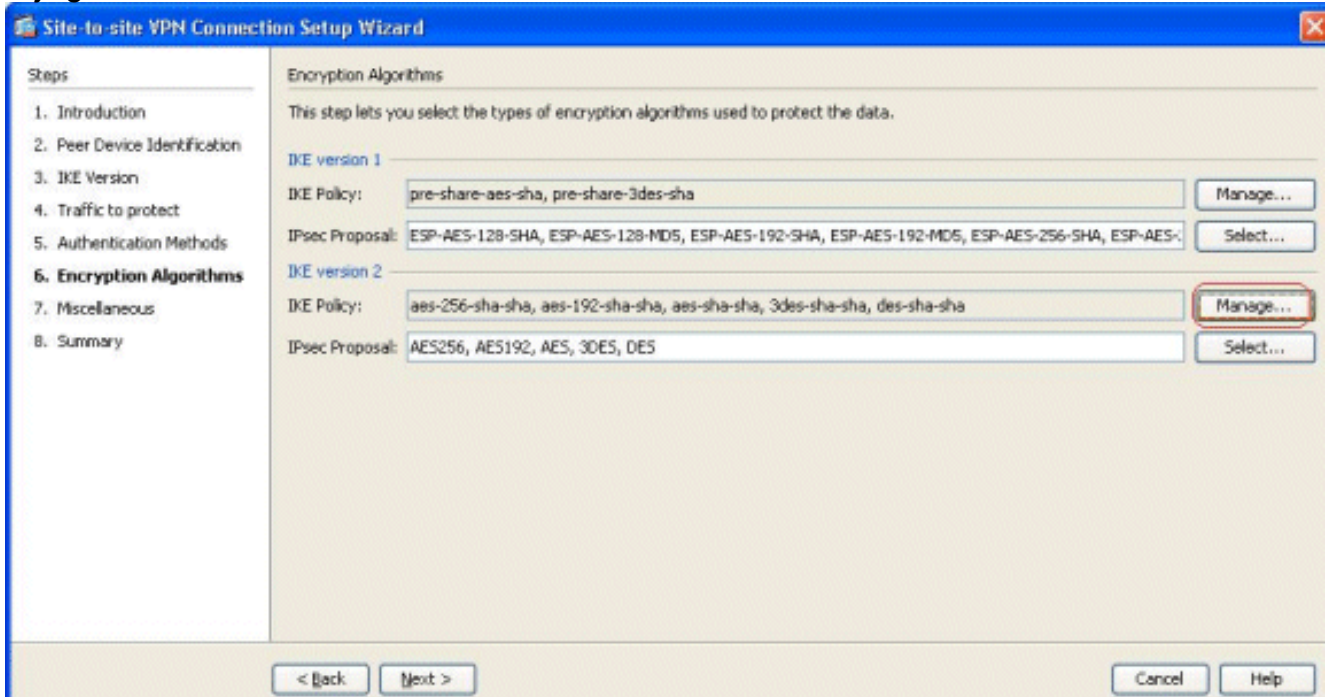 Site-to-site VPN Connection Setup Wizard
Steps
1. Introduction
2. Peer Device Identification
3. IKE Version
4. Traffic to protect
5. Authentication Methods
6. Encryption Algorithms
7. Miscellaneous
8. Summary
Encryption Algorithms
This step lets you select the types of encryption algorithms used to protect the data.
IKE version 1
IKE Policy: pre-share-aes-sha, pre-share-3des-sha Manage...
IPsec Proposal: ESP-AES-128-SHA, ESP-AES-128-MD5, ESP-AES-192-SHA, ESP-AES-192-MD5, ESP-AES-256-SHA, ESP-AES- Select...
IKE version 2
IKE Policy: aes-256-sha-sha, aes-192-sha-sha, aes-sha-sha, 3des-sha-sha, des-sha-sha Manage...
IPsec Proposal: AES256, AES192, AES, 3DES, DES Select...
< Back Next > Cancel Help